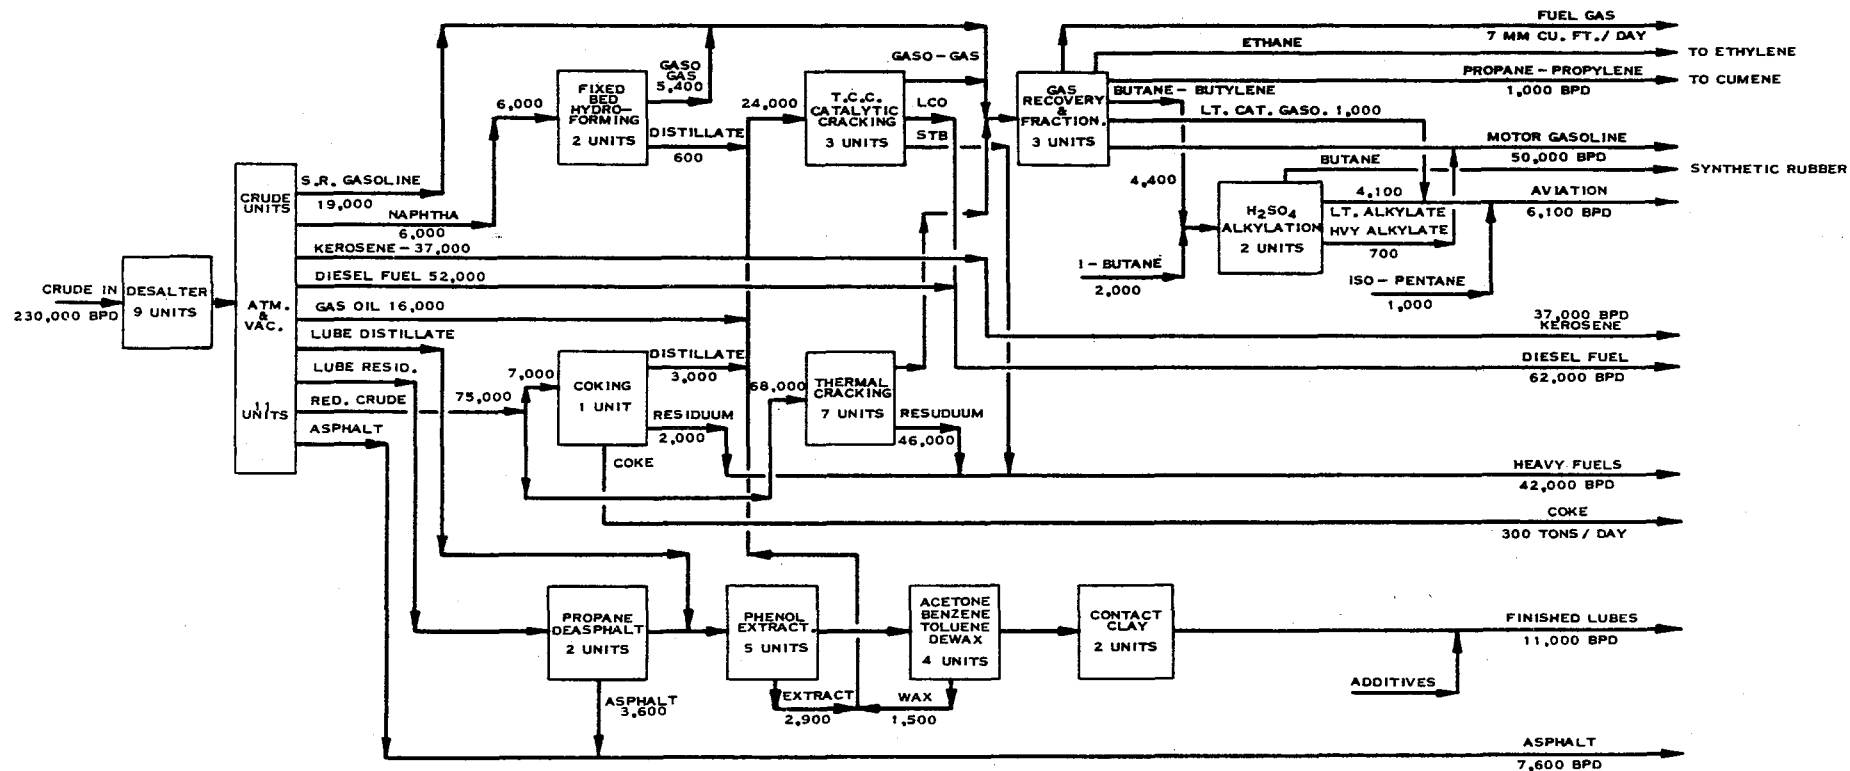 FUEL GAS
7 MM CU. FT./ DAY
ETHANE
TO ETHYLENE
GASO-GAS
PROPANE-PROPYLENE
1,000 BPD
TO CUMENE
GASO
GAS
5,400
FIXED
BED
HYDRO-
FORMING
2 UNITS
6,000
24,000
T.C.C.
CATALYTIC
CRACKING
3 UNITS
LCO
STB
GAS
RECOVERY
&
FRACTION.
3 UNITS
BUTANE-BUTYLENE
LT. CAT. GASO. 1,000
DISTILLATE
600
MOTOR GASOLINE
50,000 BPD
BUTANE
SYNTHETIC RUBBER
4,400
4,100
LT. ALKYLATE
AVIATION
6,100 BPD
H2SO4
ALKYLATION
2 UNITS
HVY ALKYLATE
700
I-BUTANE
2,000
ISO-PENTANE
1,000
CRUDE
UNITS
ATM.
&
VAC.
11
UNITS
S.R. GASOLINE
19,000
NAPHTHA
6,000
KEROSENE-37,000
DIESEL FUEL 52,000
GAS OIL 16,000
LUBE DISTILLATE
LUBE RESID.
RED. CRUDE
75,000
ASPHALT
CRUDE IN
230,000 BPD
DESALTER
9 UNITS
37,000 BPD
KEROSENE
DIESEL FUEL
62,000 BPD
7,000
COKING
1 UNIT
DISTILLATE
3,000
RESIDUUM
2,000
COKE
68,000
THERMAL
CRACKING
7 UNITS
RESUDUUM
46,000
HEAVY FUELS
42,000 BPD
COKE
300 TONS/ DAY
PROPANE
DEASPHALT
2 UNITS
PHENOL
EXTRACT.
5 UNITS
ACETONE
BENZENE
TOLUENE
DEWAX
4 UNITS
CONTACT
CLAY
2 UNITS
FINISHED LUBES
11,000 BPD
ADDITIVES
ASPHALT
3,600
EXTRACT
2,900
WAX
1,500
ASPHALT
7,600 BPD